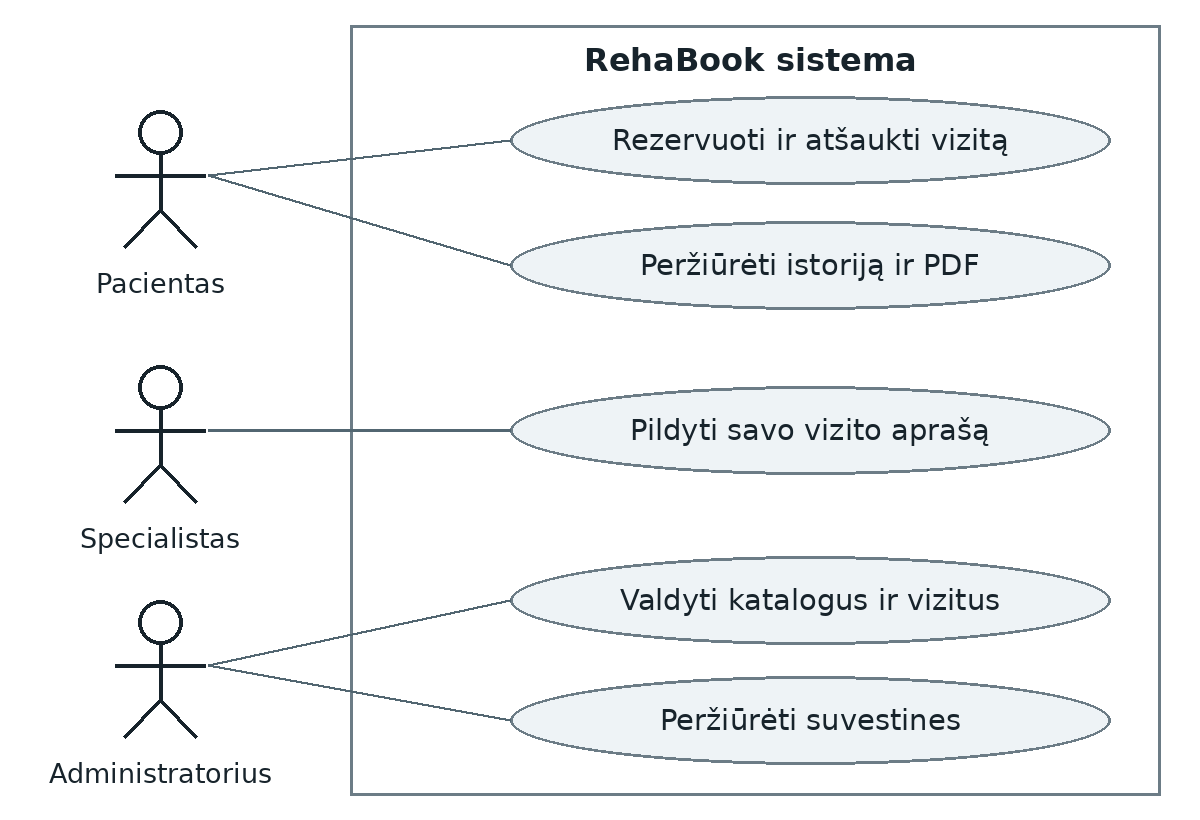 RehaBook sistema
Rezervuoti ir atšaukti vizitą
Peržiūrėti istoriją ir PDF
Pacientas
Pildyti savo vizito aprašą
Specialistas
Valdyti katalogus ir vizitus
Peržiūrėti suvestines
Administratorius